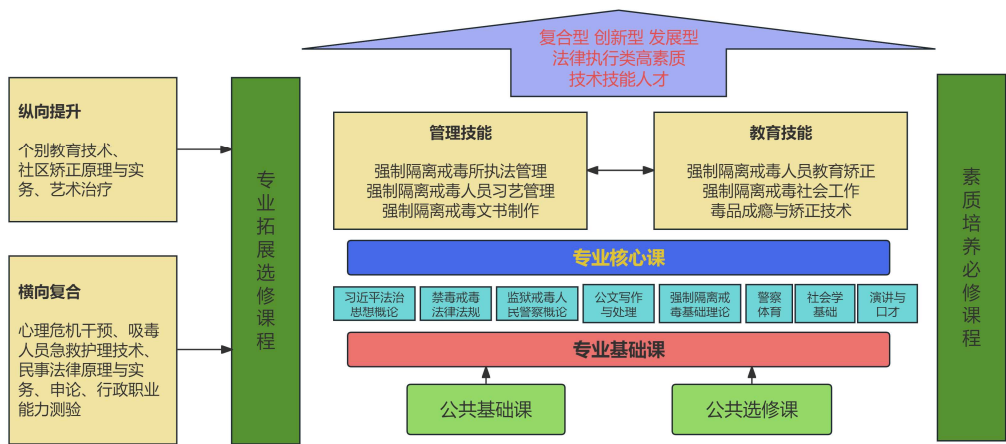 复合型 创新型 发展型
法律执行类高素质
技术技能人才
纵向提升
个别教育技术、
社区矫正原理与实
务、艺术治疗
横向复合
心理危机干预、吸毒
人员急救护理技术、
民事法律原理与实
务、申论、行政职业
能力测验
专业拓展选修课程
管理技能
强制隔离戒毒所执法管理
强制隔离戒毒人员习艺管理
强制隔离戒毒文书制作
教育技能
强制隔离戒毒人员教育矫正
强制隔离戒毒社会工作
毒品成瘾与矫正技术
专业核心课
习近平法治
思想概论
禁毒戒毒
法律法规
监狱戒毒人
民警察概论
公文写作
与处理
强制隔离戒
毒基础理论
警察
体育
社会学
基础
演讲与
口才
专业基础课
公共基础课
公共选修课
素质培养必修课程